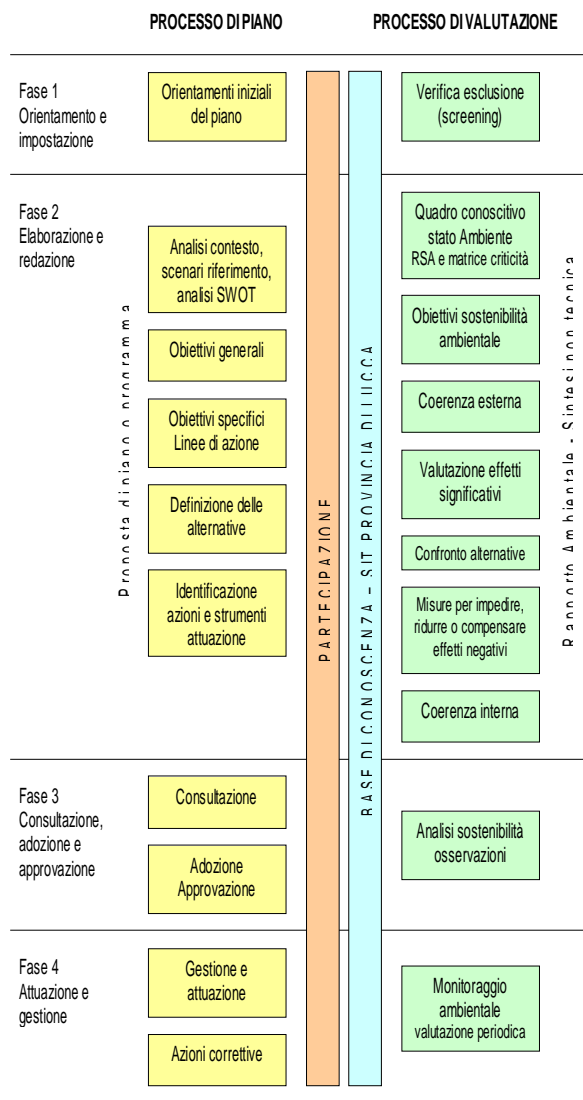 PROCESSO DI PIANO
PROCESSO DI VALUTAZIONE
Fase 1
Orientamento e
impostazione
Orientamenti iniziali
del piano
Verifica esclusione
(screening)
Fase 2
Elaborazione e
redazione
Proposta di piano o programma
Analisi contesto,
scenari riferimento,
analisi SWOT
Obiettivi generali
Obiettivi specifici
Linee di azione
Definizione delle
alternative
Identificazione
azioni e strumenti
attuazione
PARTECIPAZIONE
BASE DI CONOSCENZA – SIT PROVINCIA DI LUCCA
Quadro conoscitivo
stato Ambiente
RSA e matrice criticità
Obiettivi sostenibilità
ambientale
Coerenza esterna
Valutazione effetti
significativi
Confronto alternative
Misure per impedire,
ridurre o compensare
effetti negativi
Coerenza interna
Rapporto Ambientale - Sintesi non tecnica
Fase 3
Consultazione,
adozione e
approvazione
Consultazione
Adozione
Approvazione
Analisi sostenibilità
osservazioni
Fase 4
Attuazione e
gestione
Gestione e
attuazione
Azioni correttive
Monitoraggio
ambientale
valutazione periodica